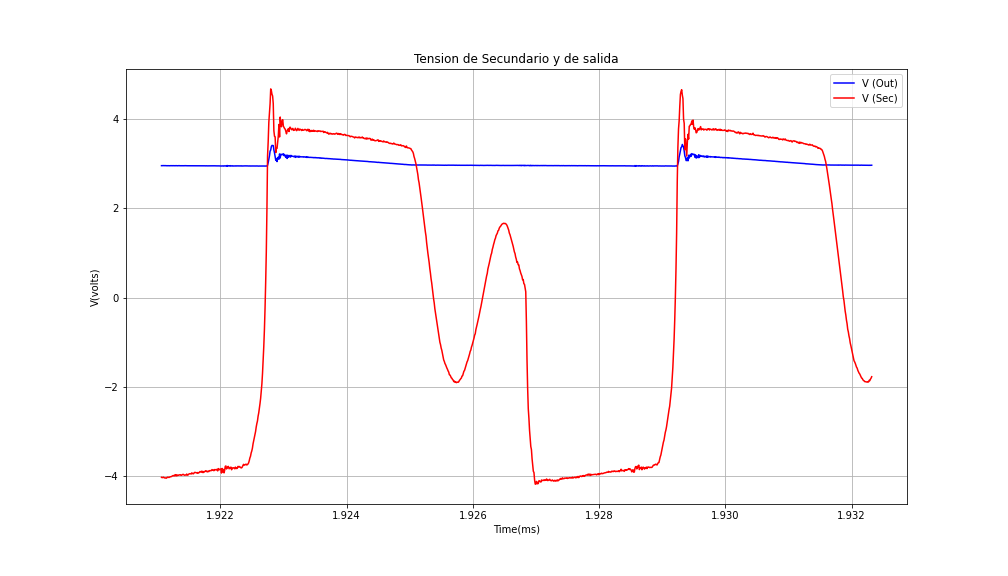 Tension de Secundario y de salida
V (Out)
V (Sec)
V(volts)
4
2
0
−2
−4
1.922 1.924 1.926 1.928 1.930 1.932
Time(ms)